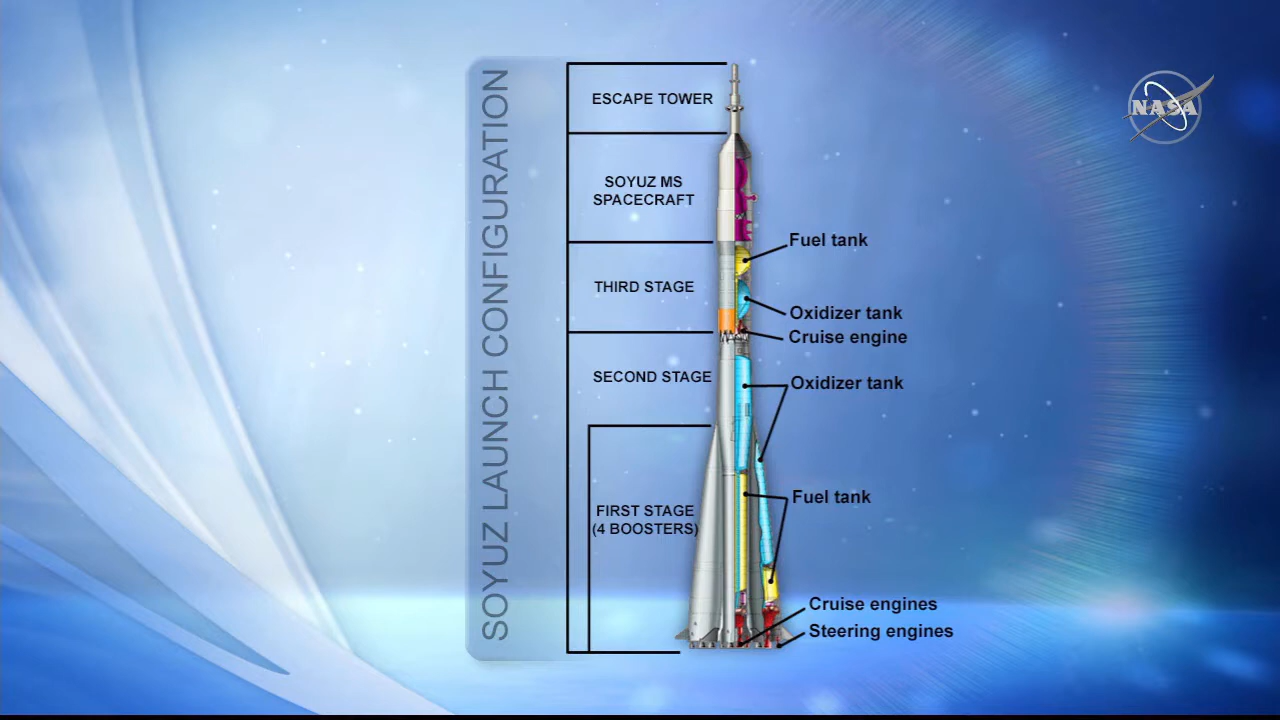 SOYUZ LAUNCH CONFIGURATION
ESCAPE TOWER
SOYUZ MS
SPACECRAFT
THIRD STAGE
SECOND STAGE
FIRST STAGE
(4 BOOSTERS)
Fuel tank
Oxidizer tank
Cruise engine
Oxidizer tank
Fuel tank
Cruise engines
Steering engines
NASA